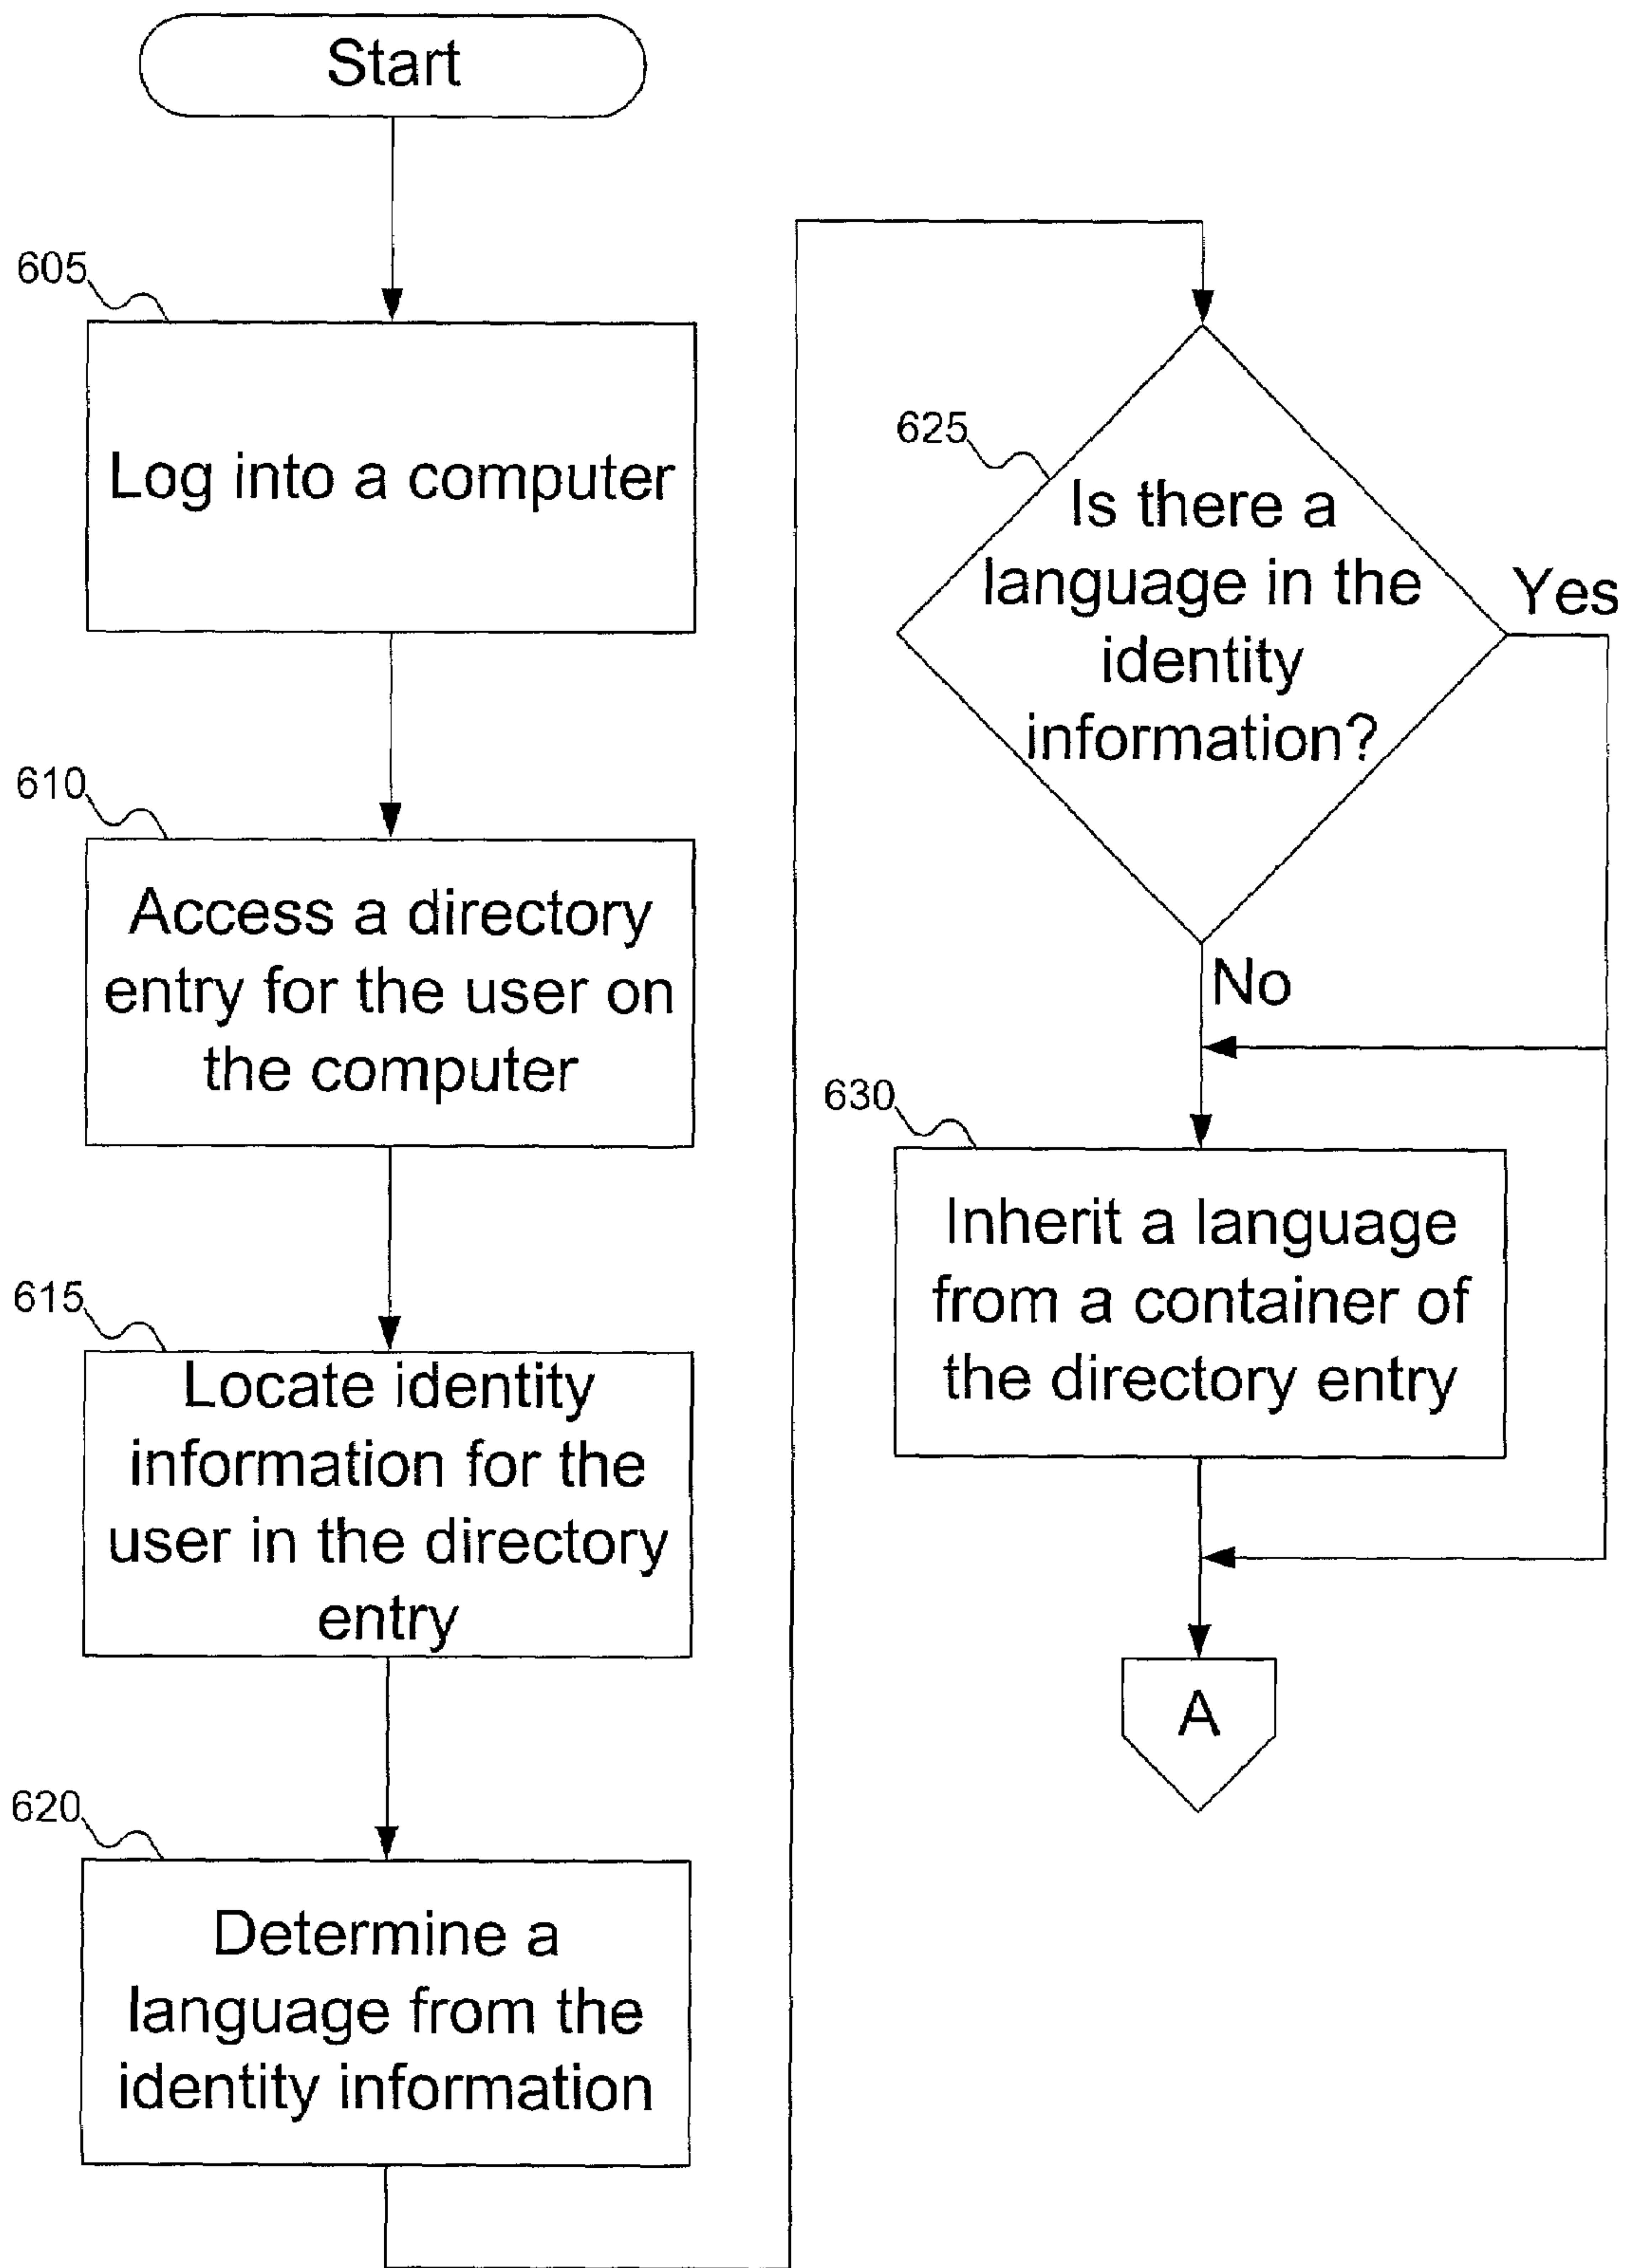 Start
605
Log into a computer
610
Access a directory
entry for the user on
the computer
615
Locate identity
information for the
user in the directory
entry
620
Determine a
language from the
identity information
625
Is there a
language in the
identity
information?
Yes
No
630
Inherit a language
from a container of
the directory entry
A